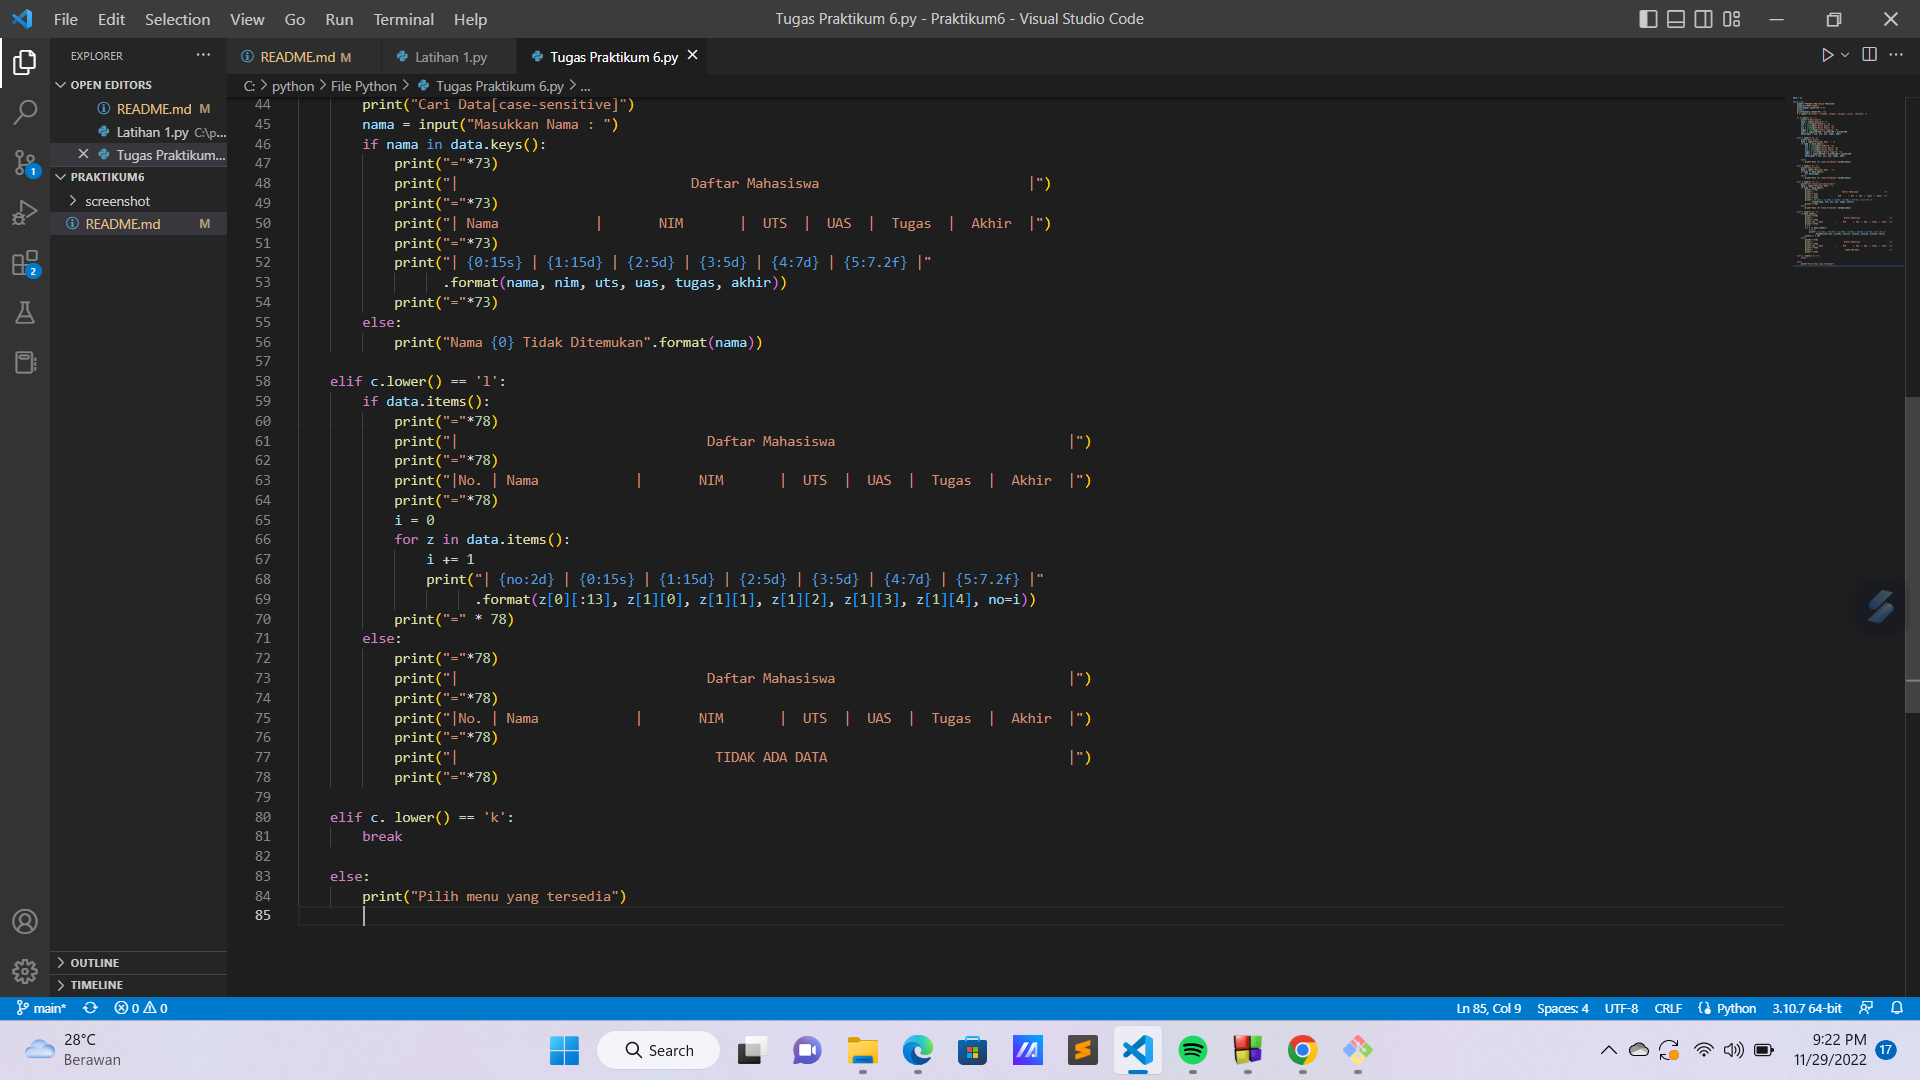 File Edit Selection View Go Run Terminal Help
Tugas Praktikum 6.py - Praktikum6 - Visual Studio Code
EXPLORER
README.md M
Latihan 1.py
Tugas Praktikum 6.py
OPEN EDITORS
README.md M
Latihan 1.py C:\p...
Tugas Praktikum...
PRAKTIKUM6
screenshot
README.md M
OUTLINE
TIMELINE
C: > python > File Python > Tugas Praktikum 6.py > ...
44 print("Cari Data[case-sensitive]")
45 nama = input("Masukkan Nama : ")
46 if nama in data.keys():
47 print("="*73)
48 print("| Daftar Mahasiswa |")
49 print("="*73)
50 print("| Nama | NIM | UTS | UAS | Tugas | Akhir |")
51 print("="*73)
52 print("| {0:15s} | {1:15d} | {2:5d} | {3:5d} | {4:7d} | {5:7.2f} |"
53 .format(nama, nim, uts, uas, tugas, akhir))
54 print("="*73)
55 else:
56 print("Nama {0} Tidak Ditemukan".format(nama))
57
58 elif c.lower() == 'l':
59 if data.items():
60 print("="*78)
61 print("| Daftar Mahasiswa |")
62 print("="*78)
63 print("|No. | Nama | NIM | UTS | UAS | Tugas | Akhir |")
64 print("="*78)
65 i = 0
66 for z in data.items():
67 i += 1
68 print("| {no:2d} | {0:15s} | {1:15d} | {2:5d} | {3:5d} | {4:7d} | {5:7.2f} |"
69 .format(z[0][:13], z[1][0], z[1][1], z[1][2], z[1][3], z[1][4], no=i))
70 print("=" * 78)
71 else:
72 print("="*78)
73 print("| Daftar Mahasiswa |")
74 print("="*78)
75 print("|No. | Nama | NIM | UTS | UAS | Tugas | Akhir |")
76 print("="*78)
77 print("| TIDAK ADA DATA |")
78 print("="*78)
79
80 elif c. lower() == 'k':
81 break
82
83 else:
84 print("Pilih menu yang tersedia")
85
1
2
main* 0 0
Ln 85, Col 9 Spaces: 4 UTF-8 CRLF Python 3.10.7 64-bit
28°C
Berawan
Search
9:22 PM
11/29/2022
17